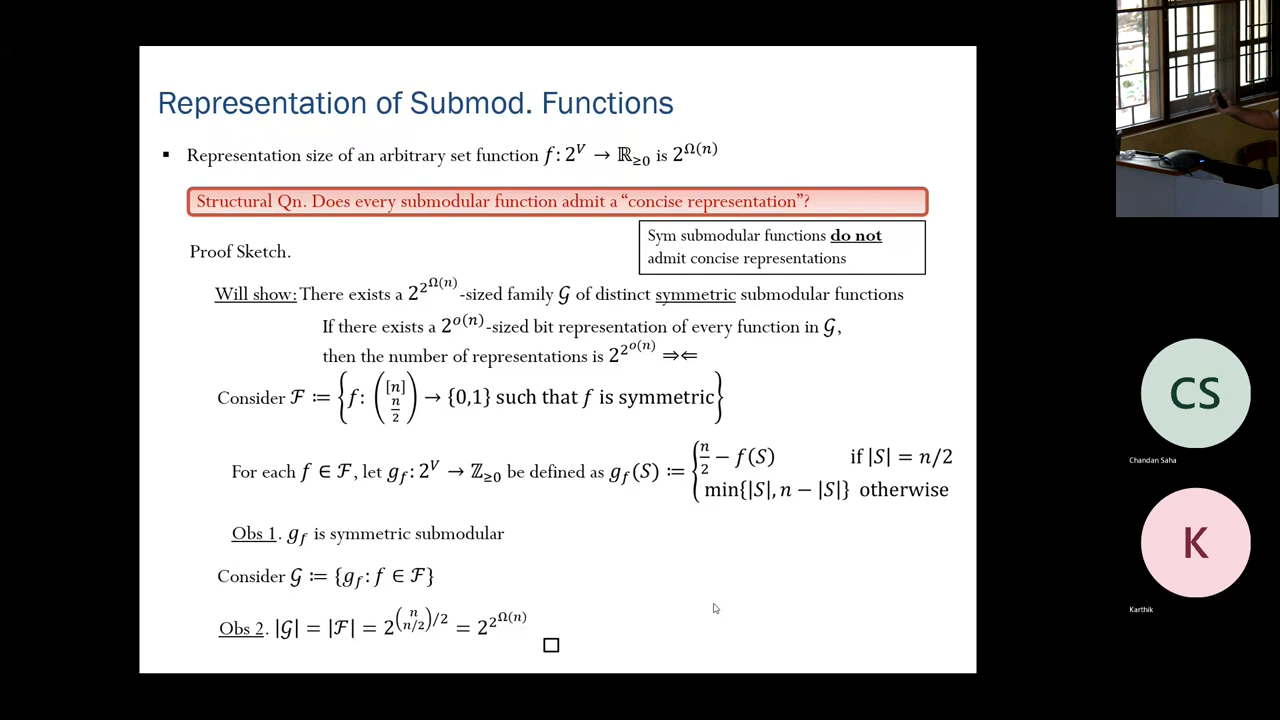 Representation of Submod. Functions
▪ Representation size of an arbitrary set function f: 2^V → ℝ_{≥0} is 2^{Ω(n)}
Structural Qn. Does every submodular function admit a “concise representation”?
Sym submodular functions do not
admit concise representations
Proof Sketch.
Will show: There exists a 2^{2^{Ω(n)}}-sized family 𝒢 of distinct symmetric submodular functions
If there exists a 2^{o(n)}-sized bit representation of every function in 𝒢,
then the number of representations is 2^{2^{o(n)}} ⇒⇐
Consider ℱ ≔ {f: ([n] n/2) → {0,1} such that f is symmetric}
For each f ∈ ℱ, let g_f: 2^V → ℤ_{≥0} be defined as g_f(S) ≔ { n/2 − f(S) if |S| = n/2
min{|S|, n − |S|} otherwise
Obs 1. g_f is symmetric submodular
Consider 𝒢 ≔ {g_f: f ∈ ℱ}
Obs 2. |𝒢| = |ℱ| = 2^{(n n/2)/2} = 2^{2^{Ω(n)}} □
CS
Chandan Saha
K
Karthik